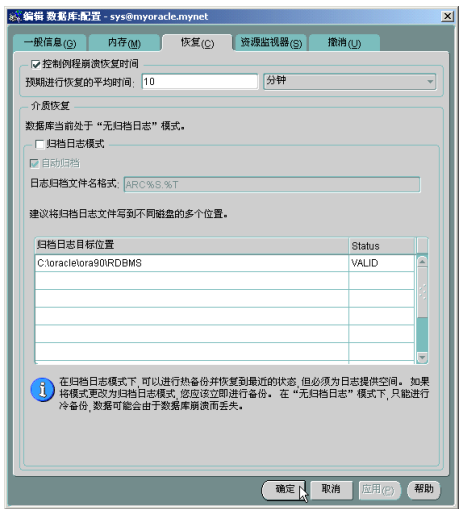 编辑 数据库:配置 - sys@myoracle.mynet
一般信息(G) 内存(M) 恢复(C) 资源监视器(S) 撤消(U)
控制例程崩溃恢复时间
预期进行恢复的平均时间: 10 分钟
介质恢复
数据库当前处于 “无归档日志” 模式。
归档日志模式
自动归档
日志归档文件名格式: ARC%S.%T
建议将归档日志文件写到不同磁盘的多个位置。
归档日志目标位置 Status
C:\oracle\ora90\RDBMS VALID
在归档日志模式下, 可以进行热备份并恢复到最近的状态, 但必须为日志提供空间。 如果
将模式更改为归档日志模式, 您应该立即进行备份。 在 “无归档日志” 模式下, 只能进行
冷备份, 数据可能会由于数据库崩溃而丢失。
确定 取消 应用(P) 帮助